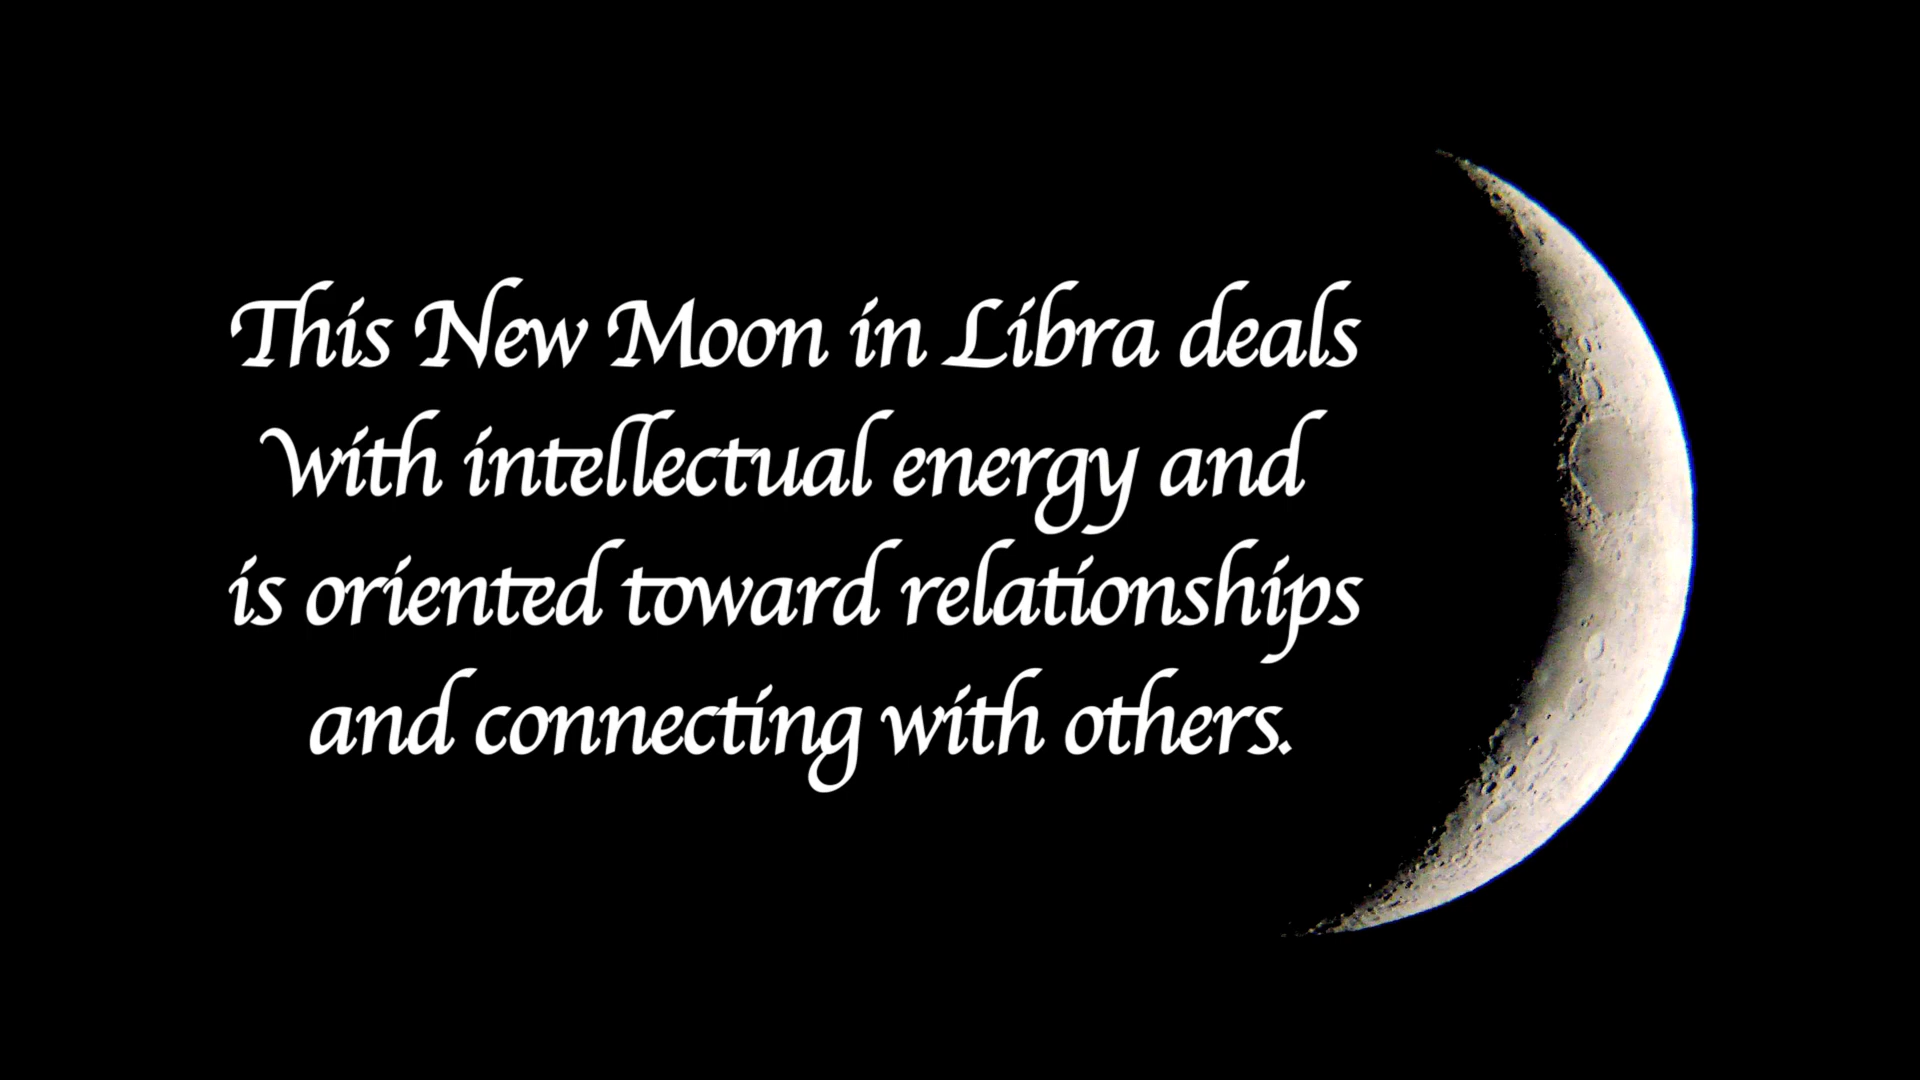 This New Moon in Libra deals
with intellectual energy and
is oriented toward relationships
and connecting with others.